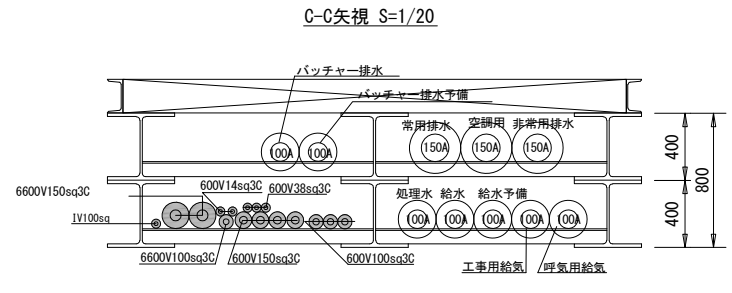 C-C矢視 S=1/20
バッチャー排水
バッチャー排水予備
常用排水
空調用
非常用排水
100A
100A
150A
150A
150A
400
800
400
6600V150sq3C
600V14sq3C
600V38sq3C
処理水
給水
給水予備
IV100sq
100A
100A
100A
100A
100A
6600V100sq3C
600V150sq3C
600V100sq3C
工事用給気
呼気用給気